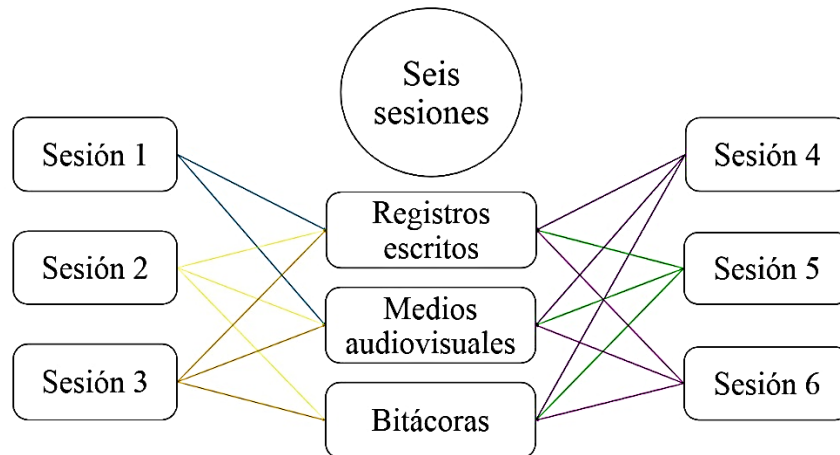 Seis
sesiones
Sesión 1
Sesión 2
Sesión 3
Registros
escritos
Medios
audiovisuales
Bitácoras
Sesión 4
Sesión 5
Sesión 6